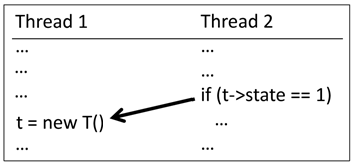 Thread 1 Thread 2
... ...
... ...
... if (t->state == 1)
t = new T() ...
... ...